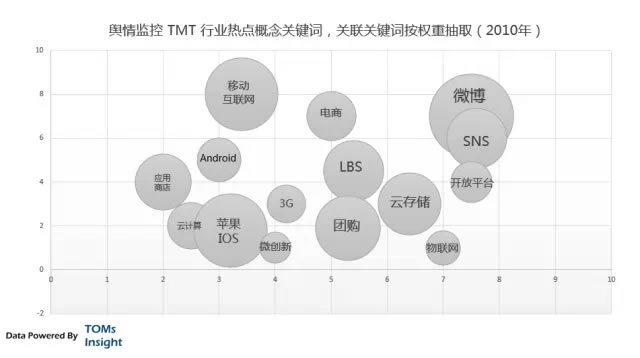 舆情监控 TMT 行业热点概念关键词，关联关键词按权重抽取（2010年）
10
8
6
4
2
0
-2
0 1 2 3 4 5 6 7 8 9 10
移动
互联网
电商
微博
SNS
Android
LBS
应用
商店
开放平台
3G
云存储
云计算
苹果
IOS
团购
微创新
物联网
Data Powered By
TOMs
Insight